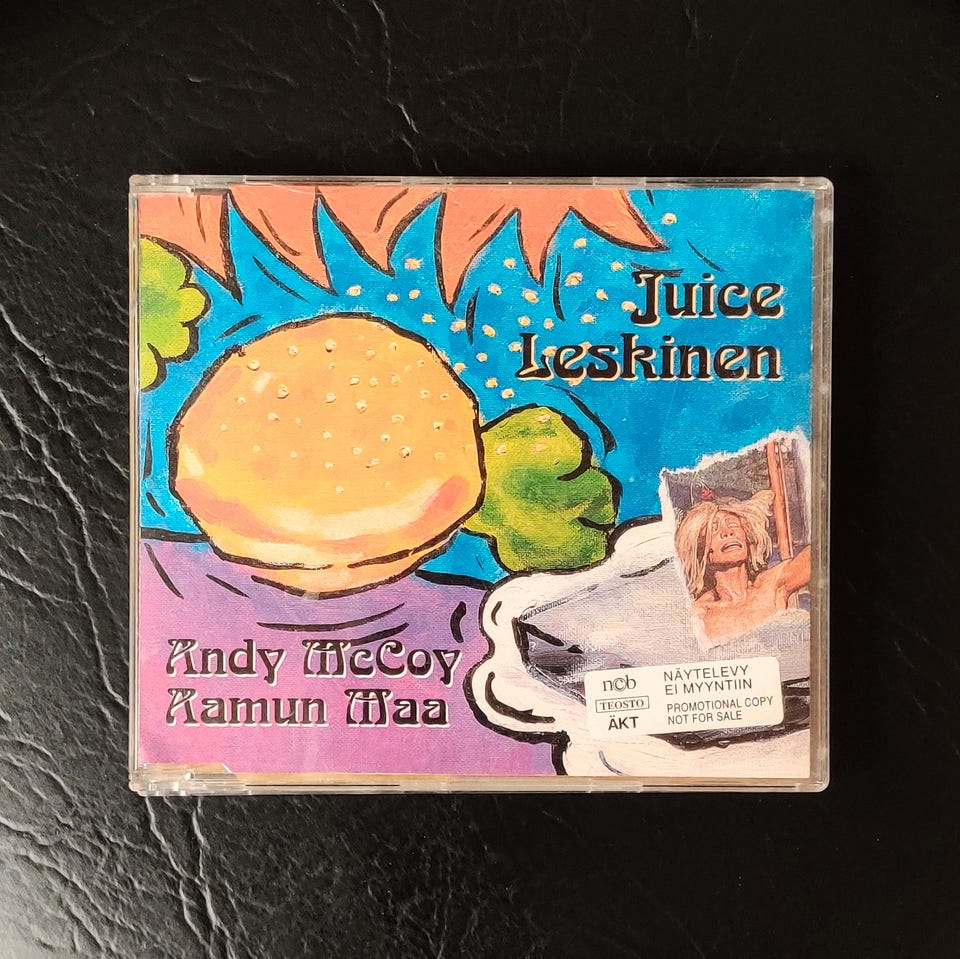 Juice
Leskinen
Andy McCoy
Aamun Maa
ncb
TEOSTO
ÄKT
NÄYTELEVY
EI MYYNTIIN
PROMOTIONAL COPY
NOT FOR SALE